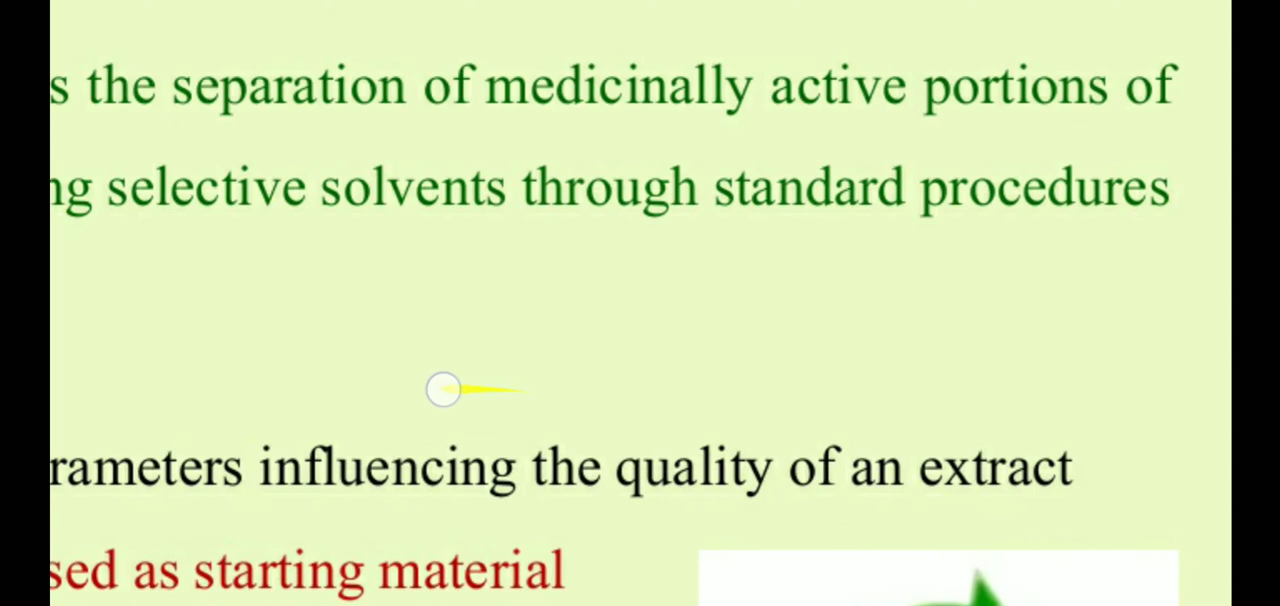 s the separation of medicinally active portions of
ng selective solvents through standard procedures
rameters influencing the quality of an extract
sed as starting material